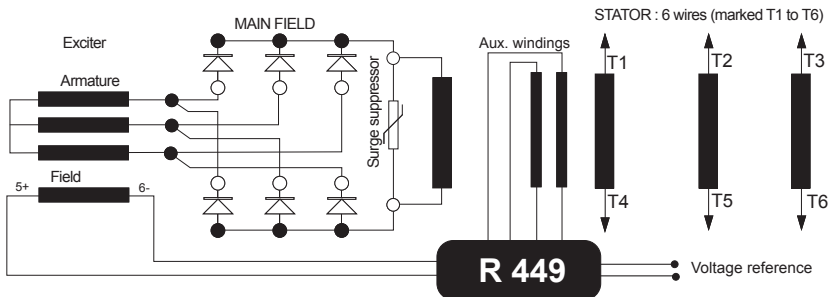 MAIN FIELD
STATOR : 6 wires (marked T1 to T6)
Exciter
Aux. windings
T1
T2
T3
Armature
Surge suppressor
Field
5+
6-
T4
T5
T6
R 449
Voltage reference